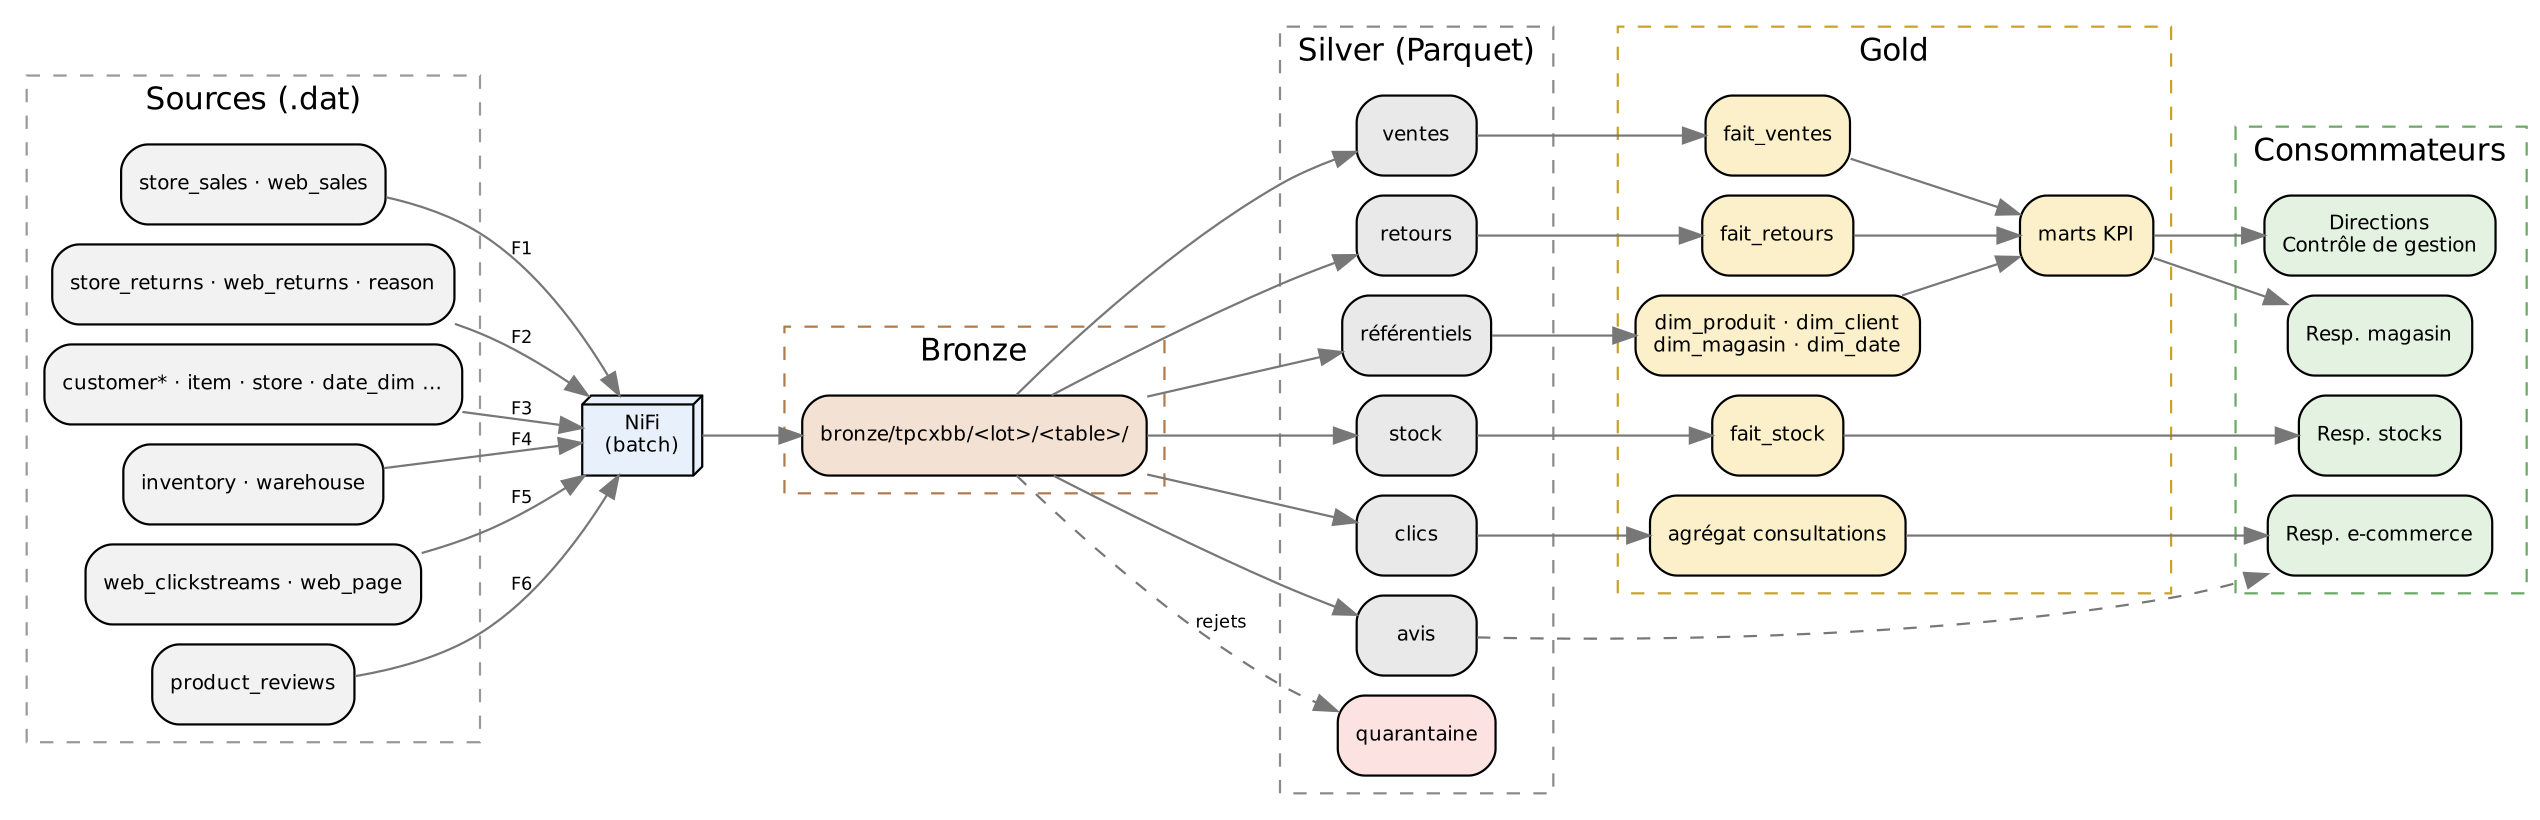 Sources (.dat)
store_sales · web_sales
store_returns · web_returns · reason
customer* · item · store · date_dim ...
inventory · warehouse
web_clickstreams · web_page
product_reviews
F1
F2
F3
F4
F5
F6
NiFi
(batch)
Bronze
bronze/tpcxbb/<lot>/<table>/
rejets
Silver (Parquet)
ventes
retours
référentiels
stock
clics
avis
quarantaine
Gold
fait_ventes
fait_retours
dim_produit · dim_client
dim_magasin · dim_date
fait_stock
agrégat consultations
marts KPI
Consommateurs
Directions
Contrôle de gestion
Resp. magasin
Resp. stocks
Resp. e-commerce